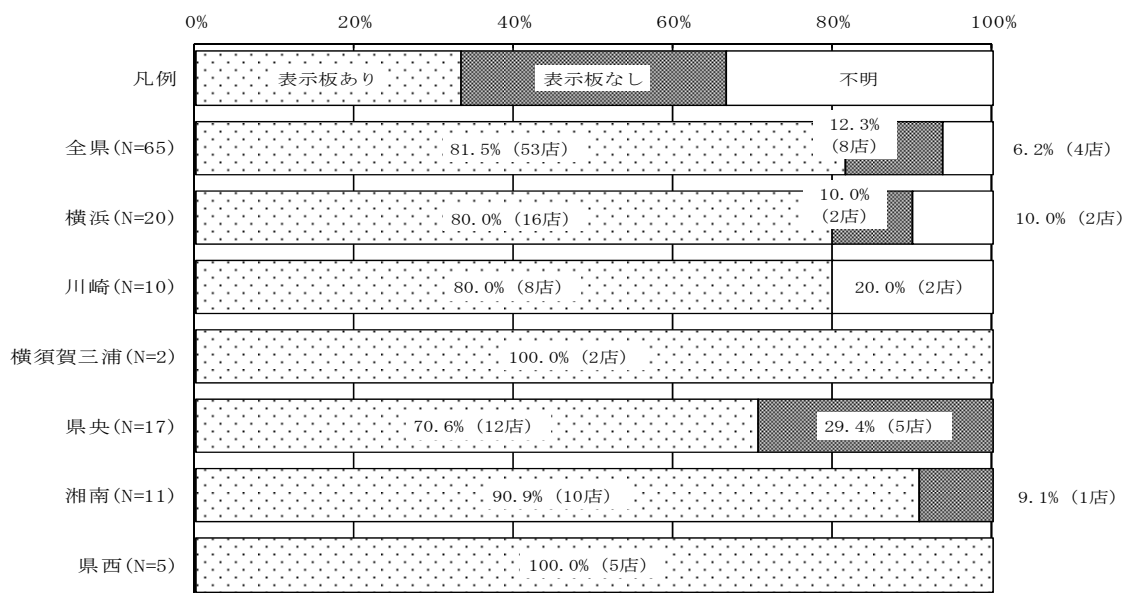 0% 20% 40% 60% 80% 100%
凡例 表示板あり 表示板なし 不明
全県(N=65) 81.5% (53店) 12.3% (8店) 6.2% (4店)
横浜(N=20) 80.0% (16店) 10.0% (2店) 10.0% (2店)
川崎(N=10) 80.0% (8店) 20.0% (2店)
横須賀三浦(N=2) 100.0% (2店)
県央(N=17) 70.6% (12店) 29.4% (5店)
湘南(N=11) 90.9% (10店) 9.1% (1店)
県西(N=5) 100.0% (5店)